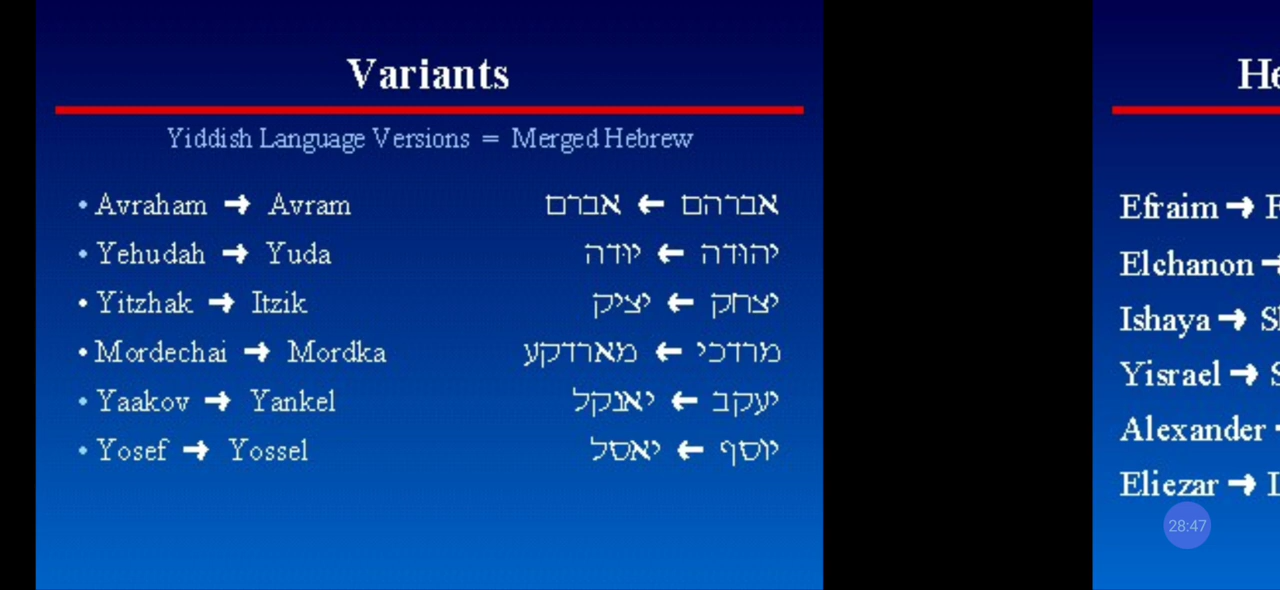 Variants
Yiddish Language Versions = Merged Hebrew
• Avraham → Avram אברהם ← אברם
• Yehudah → Yuda יהודה ← יודה
• Yitzhak → Itzik יצחק ← יציק
• Mordechai → Mordka מרדכי ← מארדקע
• Yaakov → Yankel יעקב ← יאנקל
• Yosef → Yossel יוסף ← יאסל
Efraim →
Elchanon
Ishaya →
Yisrael →
Alexander
Eliezar →
28:47